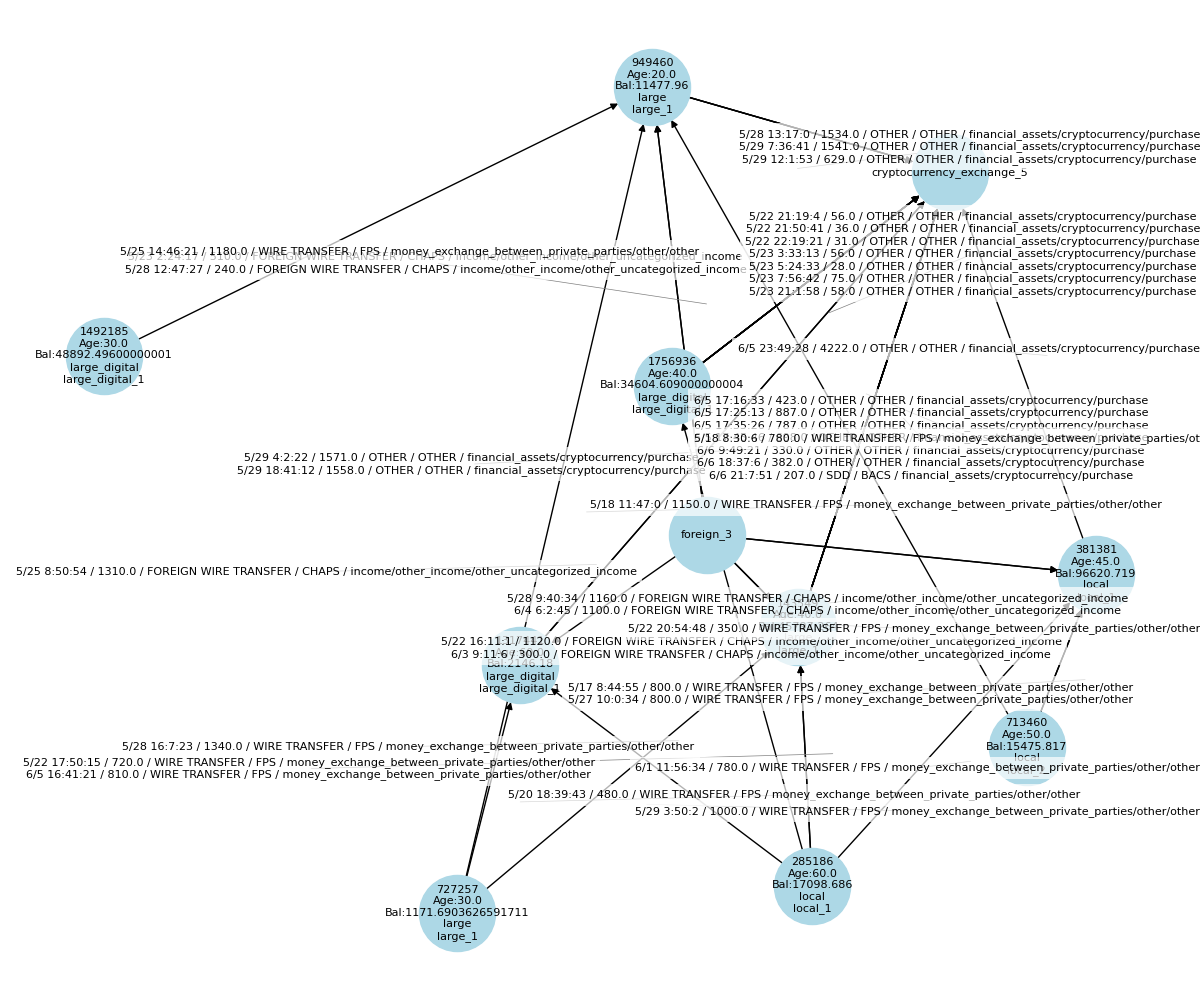 949460
Age:20.0
Bal:11477.96
large
large_1
5/28 13:17:0 / 1534.0 / OTHER / OTHER / financial_assets/cryptocurrency/purchase
5/29 7:36:41 / 1541.0 / OTHER / OTHER / financial_assets/cryptocurrency/purchase
5/29 12:1:53 / 629.0 / OTHER / OTHER / financial_assets/cryptocurrency/purchase
cryptocurrency_exchange_5
5/22 21:19:4 / 56.0 / OTHER / OTHER / financial_assets/cryptocurrency/purchase
5/22 21:50:41 / 36.0 / OTHER / OTHER / financial_assets/cryptocurrency/purchase
5/22 22:19:21 / 31.0 / OTHER / OTHER / financial_assets/cryptocurrency/purchase
5/23 3:33:13 / 56.0 / OTHER / OTHER / financial_assets/cryptocurrency/purchase
5/23 5:24:33 / 28.0 / OTHER / OTHER / financial_assets/cryptocurrency/purchase
5/23 7:56:42 / 75.0 / OTHER / OTHER / financial_assets/cryptocurrency/purchase
5/23 21:1:58 / 58.0 / OTHER / OTHER / financial_assets/cryptocurrency/purchase
5/25 14:46:21 / 1180.0 / WIRE TRANSFER / FPS / money_exchange_between_private_parties/other/other
5/23 2:24:17 / 510.0 / FOREIGN WIRE TRANSFER / CHAPS / income/other_income/other_uncategorized_income
5/28 12:47:27 / 240.0 / FOREIGN WIRE TRANSFER / CHAPS / income/other_income/other_uncategorized_income
1492185
Age:30.0
Bal:48892.49600000001
large_digital
large_digital_1
6/5 23:49:28 / 4222.0 / OTHER / OTHER / financial_assets/cryptocurrency/purchase
1756936
Age:40.0
Bal:34604.609000000004
6/5 17:16:33 / 423.0 / OTHER / OTHER / financial_assets/cryptocurrency/purchase
6/5 17:25:13 / 887.0 / OTHER / OTHER / financial_assets/cryptocurrency/purchase
6/5 17:35:26 / 787.0 / OTHER / OTHER / financial_assets/cryptocurrency/purchase
5/18 8:30:6 / 780.0 / WIRE TRANSFER / FPS / money_exchange_between_private_parties/ot
6/6 9:49:21 / 330.0 / OTHER / OTHER / financial_assets/cryptocurrency/purchase
6/6 18:37:6 / 382.0 / OTHER / OTHER / financial_assets/cryptocurrency/purchase
6/6 21:7:51 / 207.0 / SDD / BACS / financial_assets/cryptocurrency/purchase
5/29 4:2:22 / 1571.0 / OTHER / OTHER / financial_assets/cryptocurrency/purchase
5/29 18:41:12 / 1558.0 / OTHER / OTHER / financial_assets/cryptocurrency/purchase
5/18 11:47:0 / 1150.0 / WIRE TRANSFER / FPS / money_exchange_between_private_parties/other/other
foreign_3
381381
Age:45.0
Bal:96620.719
local
5/25 8:50:54 / 1310.0 / FOREIGN WIRE TRANSFER / CHAPS / income/other_income/other_uncategorized_income
5/28 9:40:34 / 1160.0 / FOREIGN WIRE TRANSFER / CHAPS / income/other_income/other_uncategorized_income
6/4 6:2:45 / 1100.0 / FOREIGN WIRE TRANSFER / CHAPS / income/other_income/other_uncategorized_income
5/22 20:54:48 / 350.0 / WIRE TRANSFER / FPS / money_exchange_between_private_parties/other
5/22 16:11:1 / 1120.0 / FOREIGN WIRE TRANSFER / CHAPS / income/other_income/other_uncategorized_income
6/3 9:11:6 / 300.0 / FOREIGN WIRE TRANSFER / CHAPS / income/other_income/other_uncategorized_income
Bal:2146.18
large_digital
large_digital_1
5/17 8:44:55 / 800.0 / WIRE TRANSFER / FPS / money_exchange_between_private_parties/other/other
5/27 10:0:34 / 800.0 / WIRE TRANSFER / FPS / money_exchange_between_private_parties/other/other
713460
Age:50.0
Bal:15475.817
local
5/28 16:7:23 / 1340.0 / WIRE TRANSFER / FPS / money_exchange_between_private_parties/other/other
5/22 17:50:15 / 720.0 / WIRE TRANSFER / FPS / money_exchange_between_private_parties/other/other
6/5 16:41:21 / 810.0 / WIRE TRANSFER / FPS / money_exchange_between_private_parties/other/other
6/1 11:56:34 / 780.0 / WIRE TRANSFER / FPS / money_exchange_between_private_parties/other
5/20 18:39:43 / 480.0 / WIRE TRANSFER / FPS / money_exchange_between_private_parties/other/other
5/29 3:50:2 / 1000.0 / WIRE TRANSFER / FPS / money_exchange_between_private_parties/other
285186
Age:60.0
Bal:17098.686
local
local_1
727257
Age:30.0
Bal:1171.6903626591711
large
large_1